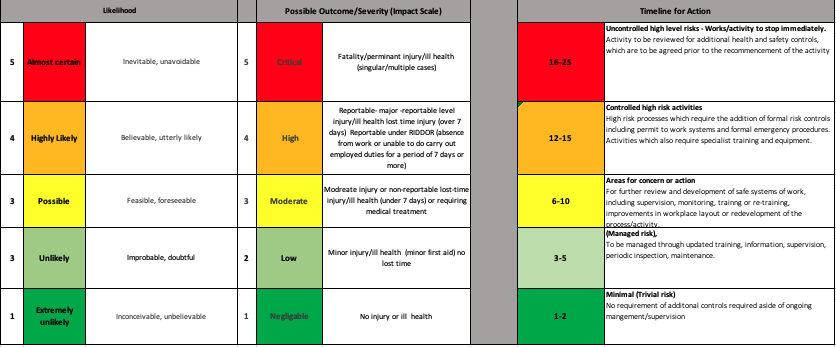 Likelihood
Possible Outcome/Severity (Impact Scale)
Timeline for Action
5
Almost certain
Inevitable, unavoidable
5
Critical
Fatality/perminant injury/ill health
(singular/multiple cases)
16-25
Uncontrolled high level risks - Works/activity to stop immediately.
Activity to be reviewed for additional health and safety controls,
which are to be agreed prior to the recommencement of the activity
4
Highly Likely
Believable, utterly likely
4
High
Reportable- major -reportable level
injury/ill health lost time injury (over 7
days) Reportable under RIDDOR (absence
from work or unable to do carry out
employed duties for a period of 7 days or
more)
12-15
Controlled high risk activities
High risk processes which require the addition of formal risk controls
including permit to work systems and formal emergency procedures.
Activities which also require specialist training and equipment.
3
Possible
Feasible, foreseeable
3
Moderate
Modreate injury or non-reportable lost-time
injury/ill health (under 7 days) or requiring
medical treatment
6-10
Areas for concern or action
For further review and development of safe systems of work,
including supervision, monitoring, trainng or re-training,
improvements in workplace layout or redevelopment of the
process/activity.
3
Unlikely
Improbable, doubtful
2
Low
Minor injury/ill health (minor first aid) no
lost time
3-5
(Managed risk),
To be managed through updated training, information, supervision,
periodic inspection, maintenance.
1
Extremely
unlikely
Inconceivable, unbelievable
1
Negligable
No injury or ill health
1-2
Minimal (Trivial risk)
No requirement of additonal controls required aside of ongoing
mangement/supervision